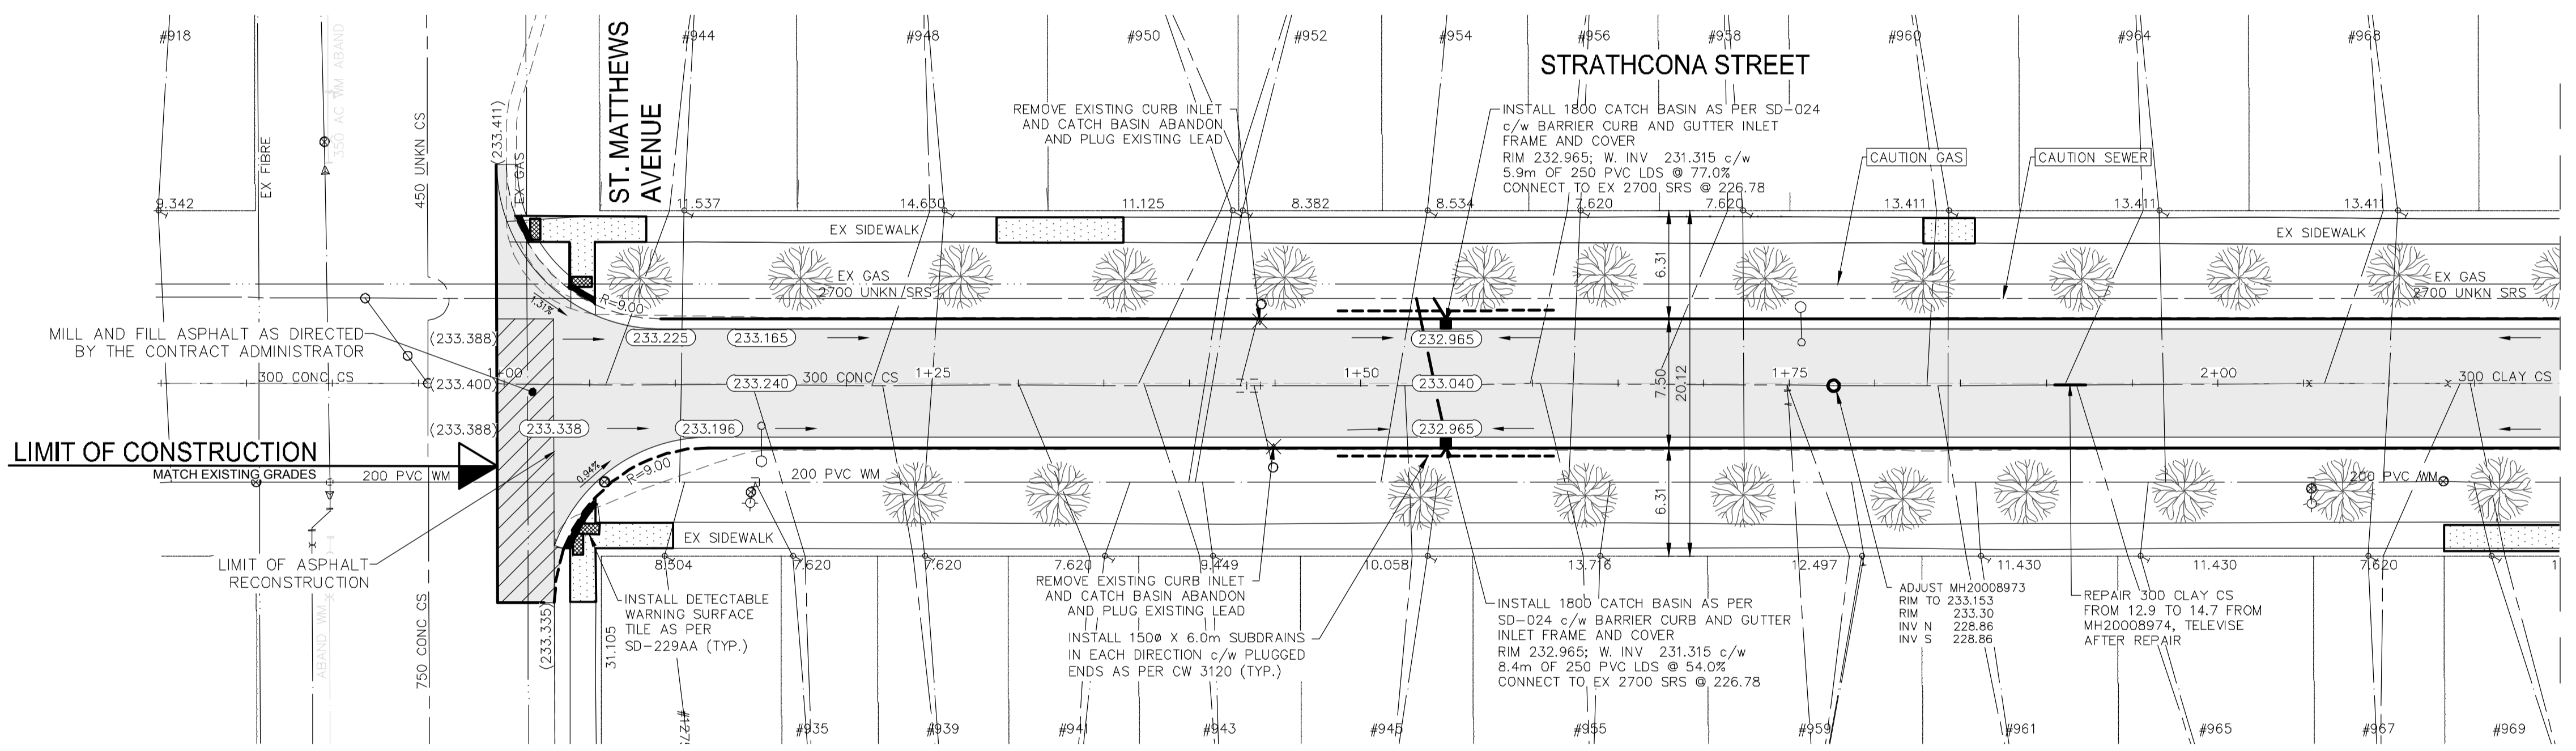 #918
#944
#948
#950
#952
#954
#956
#958
#960
#964
#968
STRATHCONA STREET
ST. MATTHEWS
AVENUE
350 AC WM ABAND
EX FIBRE
450 UNKN CS
(233.411)
EX GAS
REMOVE EXISTING CURB INLET
AND CATCH BASIN ABANDON
AND PLUG EXISTING LEAD
INSTALL 1800 CATCH BASIN AS PER SD-024
c/w BARRIER CURB AND GUTTER INLET
FRAME AND COVER
RIM 232.965; W. INV 231.315 c/w
5.9m OF 250 PVC LDS @ 77.0%
CONNECT TO EX 2700 SRS @ 226.78
CAUTION GAS
CAUTION SEWER
9.342
11.537
14.630
11.125
8.382
8.534
7.620
7.620
13.411
13.411
13.411
EX SIDEWALK
EX SIDEWALK
6.31
EX GAS
2700 UNKN SRS
EX GAS
2700 UNKN SRS
1.31%
R=9.00
MILL AND FILL ASPHALT AS DIRECTED
BY THE CONTRACT ADMINISTRATOR
(233.388)
233.225
233.165
232.965
300 CONC CS
(233.400)
1+00
233.240
300 CONC CS
1+25
1+50
233.040
7.50
20.12
1+75
2+00
300 CLAY CS
(233.388)
233.338
233.196
232.965
LIMIT OF CONSTRUCTION
MATCH EXISTING GRADES
200 PVC WM
0.94%
R=9.00
200 PVC WM
200 PVC WM
6.31
EX SIDEWALK
LIMIT OF ASPHALT
RECONSTRUCTION
8.304
7.620
7.620
7.620
9.449
10.058
13.716
12.497
11.430
11.430
7.620
1
ABAND WM
750 CONC CS
(233.335)
31.105
INSTALL DETECTABLE
WARNING SURFACE
TILE AS PER
SD-229AA (TYP.)
REMOVE EXISTING CURB INLET
AND CATCH BASIN ABANDON
AND PLUG EXISTING LEAD
INSTALL 150ø X 6.0m SUBDRAINS
IN EACH DIRECTION c/w PLUGGED
ENDS AS PER CW 3120 (TYP.)
INSTALL 1800 CATCH BASIN AS PER
SD-024 c/w BARRIER CURB AND GUTTER
INLET FRAME AND COVER
RIM 232.965; W. INV 231.315 c/w
8.4m OF 250 PVC LDS @ 54.0%
CONNECT TO EX 2700 SRS @ 226.78
ADJUST MH20008973
RIM TO 233.153
RIM 233.30
INV N 228.86
INV S 228.86
REPAIR 300 CLAY CS
FROM 12.9 TO 14.7 FROM
MH20008974, TELEVISE
AFTER REPAIR
#935
#939
#941
#943
#945
#955
#959
#961
#965
#967
#969